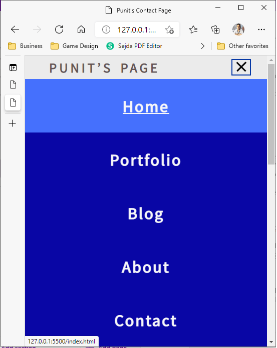 Punit's Contact Page
127.0.0.1:
Business
Game Design
Sejda PDF Editor
Other favorites
PUNIT'S PAGE
Home
Portfolio
Blog
About
Contact
127.0.0.1:5500/index.html